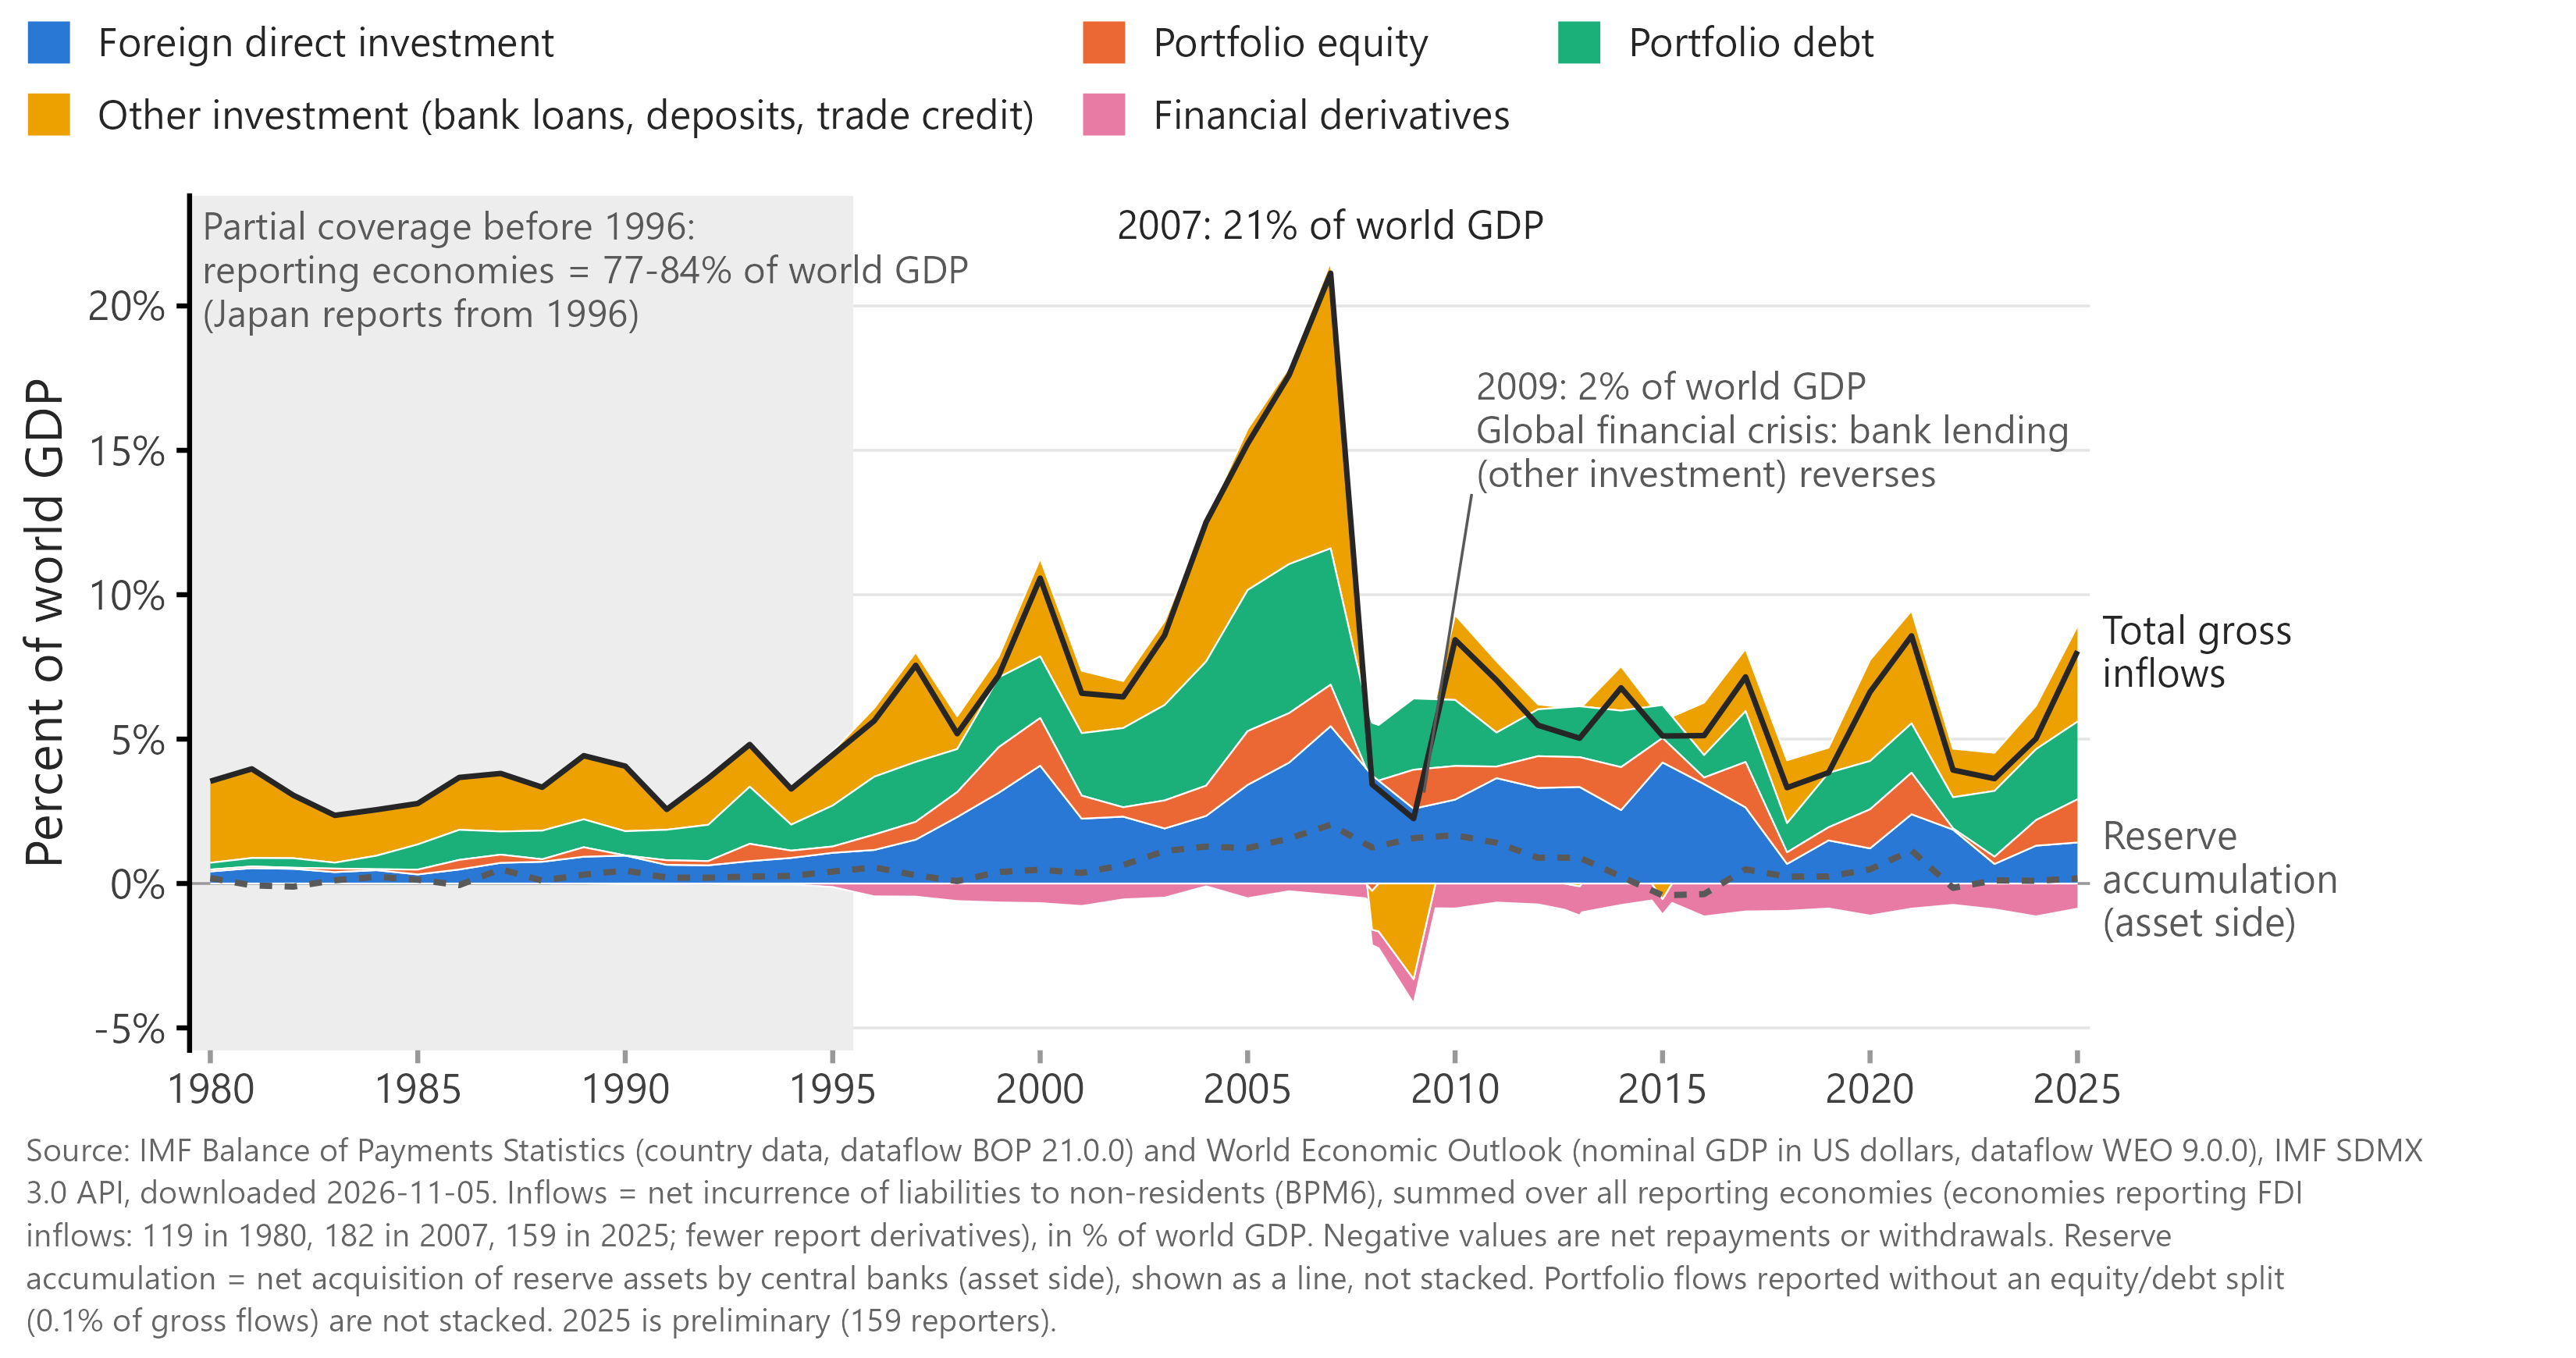 Foreign direct investment
Portfolio equity
Portfolio debt
Other investment (bank loans, deposits, trade credit)
Financial derivatives
Partial coverage before 1996:
reporting economies = 77-84% of world GDP
(Japan reports from 1996)
2007: 21% of world GDP
2009: 2% of world GDP
Global financial crisis: bank lending
(other investment) reverses
Percent of world GDP
20%
15%
10%
5%
0%
-5%
Total gross
inflows
Reserve
accumulation
(asset side)
1980
1985
1990
1995
2000
2005
2010
2015
2020
2025
Source: IMF Balance of Payments Statistics (country data, dataflow BOP 21.0.0) and World Economic Outlook (nominal GDP in US dollars, dataflow WEO 9.0.0), IMF SDMX
3.0 API, downloaded 2026-11-05. Inflows = net incurrence of liabilities to non-residents (BPM6), summed over all reporting economies (economies reporting FDI
inflows: 119 in 1980, 182 in 2007, 159 in 2025; fewer report derivatives), in % of world GDP. Negative values are net repayments or withdrawals. Reserve
accumulation = net acquisition of reserve assets by central banks (asset side), shown as a line, not stacked. Portfolio flows reported without an equity/debt split
(0.1% of gross flows) are not stacked. 2025 is preliminary (159 reporters).